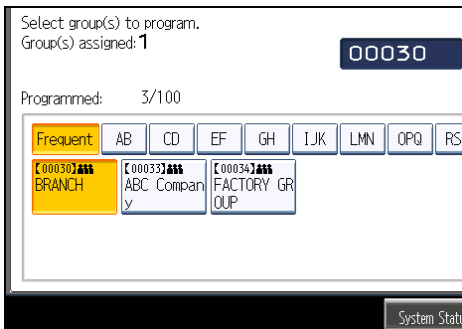 Select group(s) to program.
Group(s) assigned: 1
00030
Programmed: 3/100
Frequent AB CD EF GH IJK LMN OPQ RS
【00030】 【00033】 【00034】
BRANCH ABC Compan FACTORY GR
y OUP
System Statu